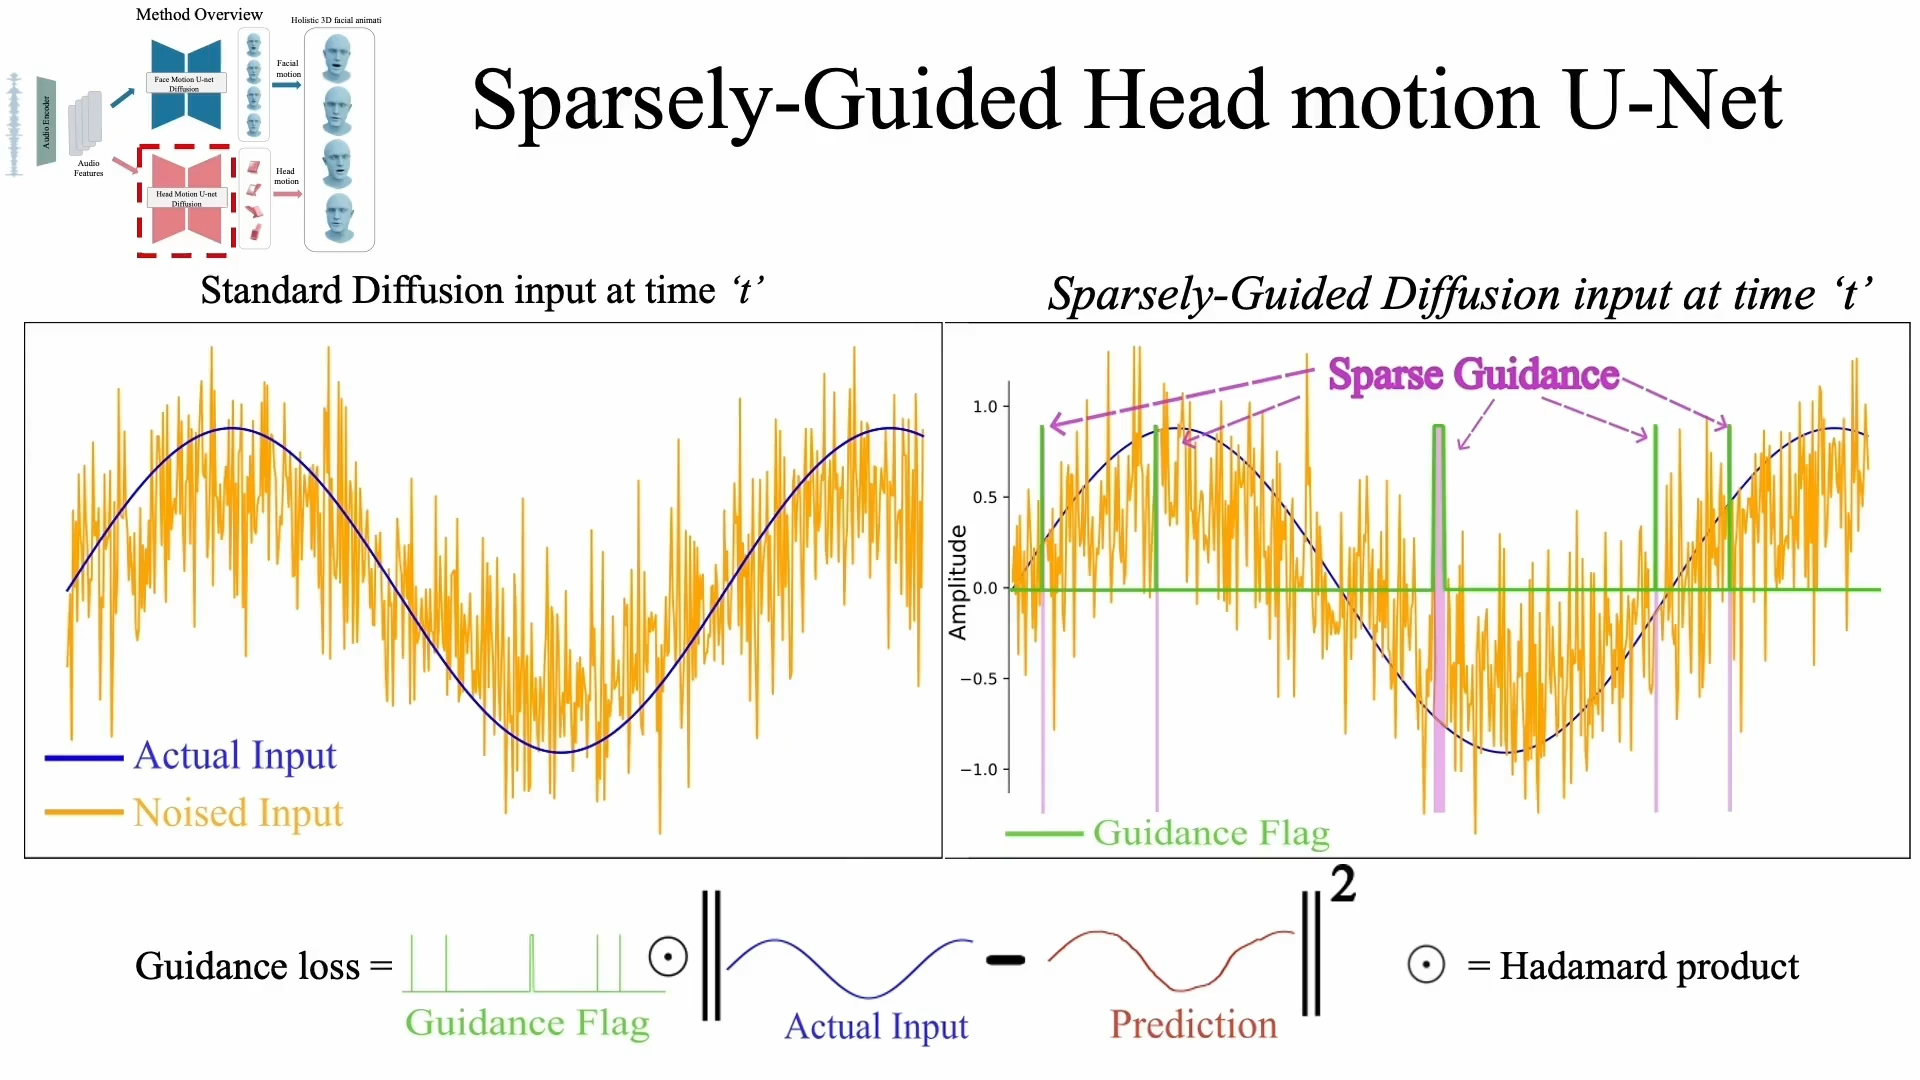 Method Overview
Holistic 3D facial animati
Audio Encoder
Audio
Features
Face Motion U-net
Diffusion
Facial
motion
Head Motion U-net
Diffusion
Head
motion
Sparsely-Guided Head motion U-Net
Standard Diffusion input at time ‘t’
Actual Input
Noised Input
Sparsely-Guided Diffusion input at time ‘t’
Sparse Guidance
Amplitude
1.0
0.5
0.0
−0.5
−1.0
Guidance Flag
Guidance loss =
Guidance Flag
Actual Input
Prediction
2
= Hadamard product